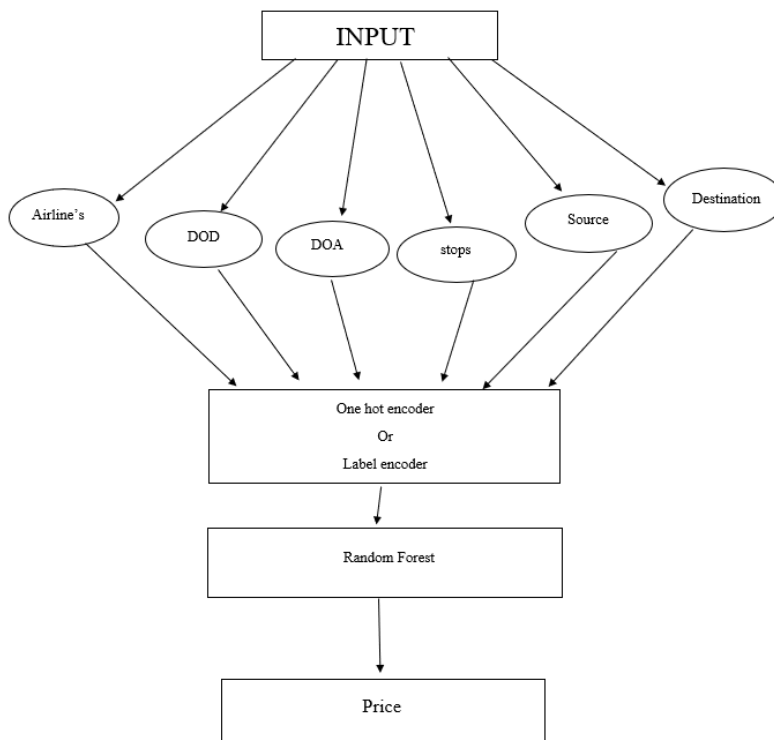 INPUT
Airline's
DOD
DOA
stops
Source
Destination
One hot encoder
Or
Label encoder
Random Forest
Price